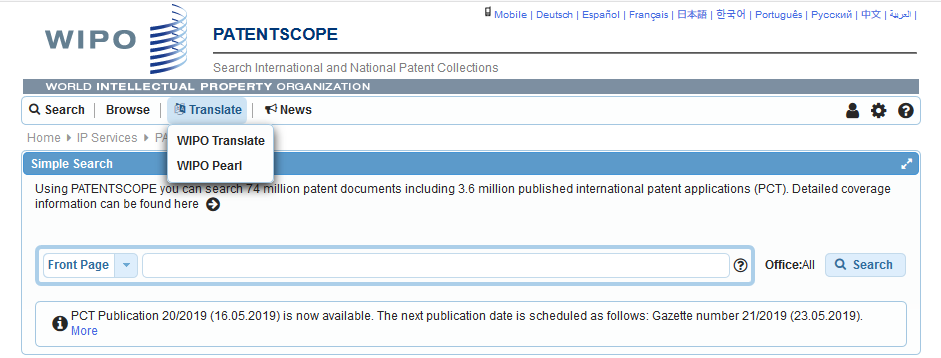 Mobile | Deutsch | Español | Français | 日本語 | 한국어 | Português | Русский | 中文 | العربية |
WIPO
PATENTSCOPE
Search International and National Patent Collections
WORLD INTELLECTUAL PROPERTY ORGANIZATION
Search Browse Translate News
Home IP Services PA
WIPO Translate
WIPO Pearl
Simple Search
Using PATENTSCOPE you can search 74 million patent documents including 3.6 million published international patent applications (PCT). Detailed coverage
information can be found here
Front Page Office:All Search
PCT Publication 20/2019 (16.05.2019) is now available. The next publication date is scheduled as follows: Gazette number 21/2019 (23.05.2019).
More